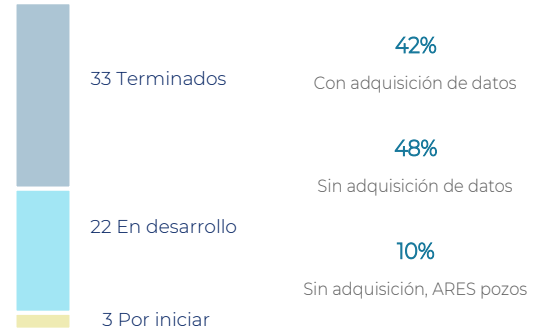 33 Terminados
22 En desarrollo
3 Por iniciar
42%
Con adquisición de datos
48%
Sin adquisición de datos
10%
Sin adquisición, ARES pozos